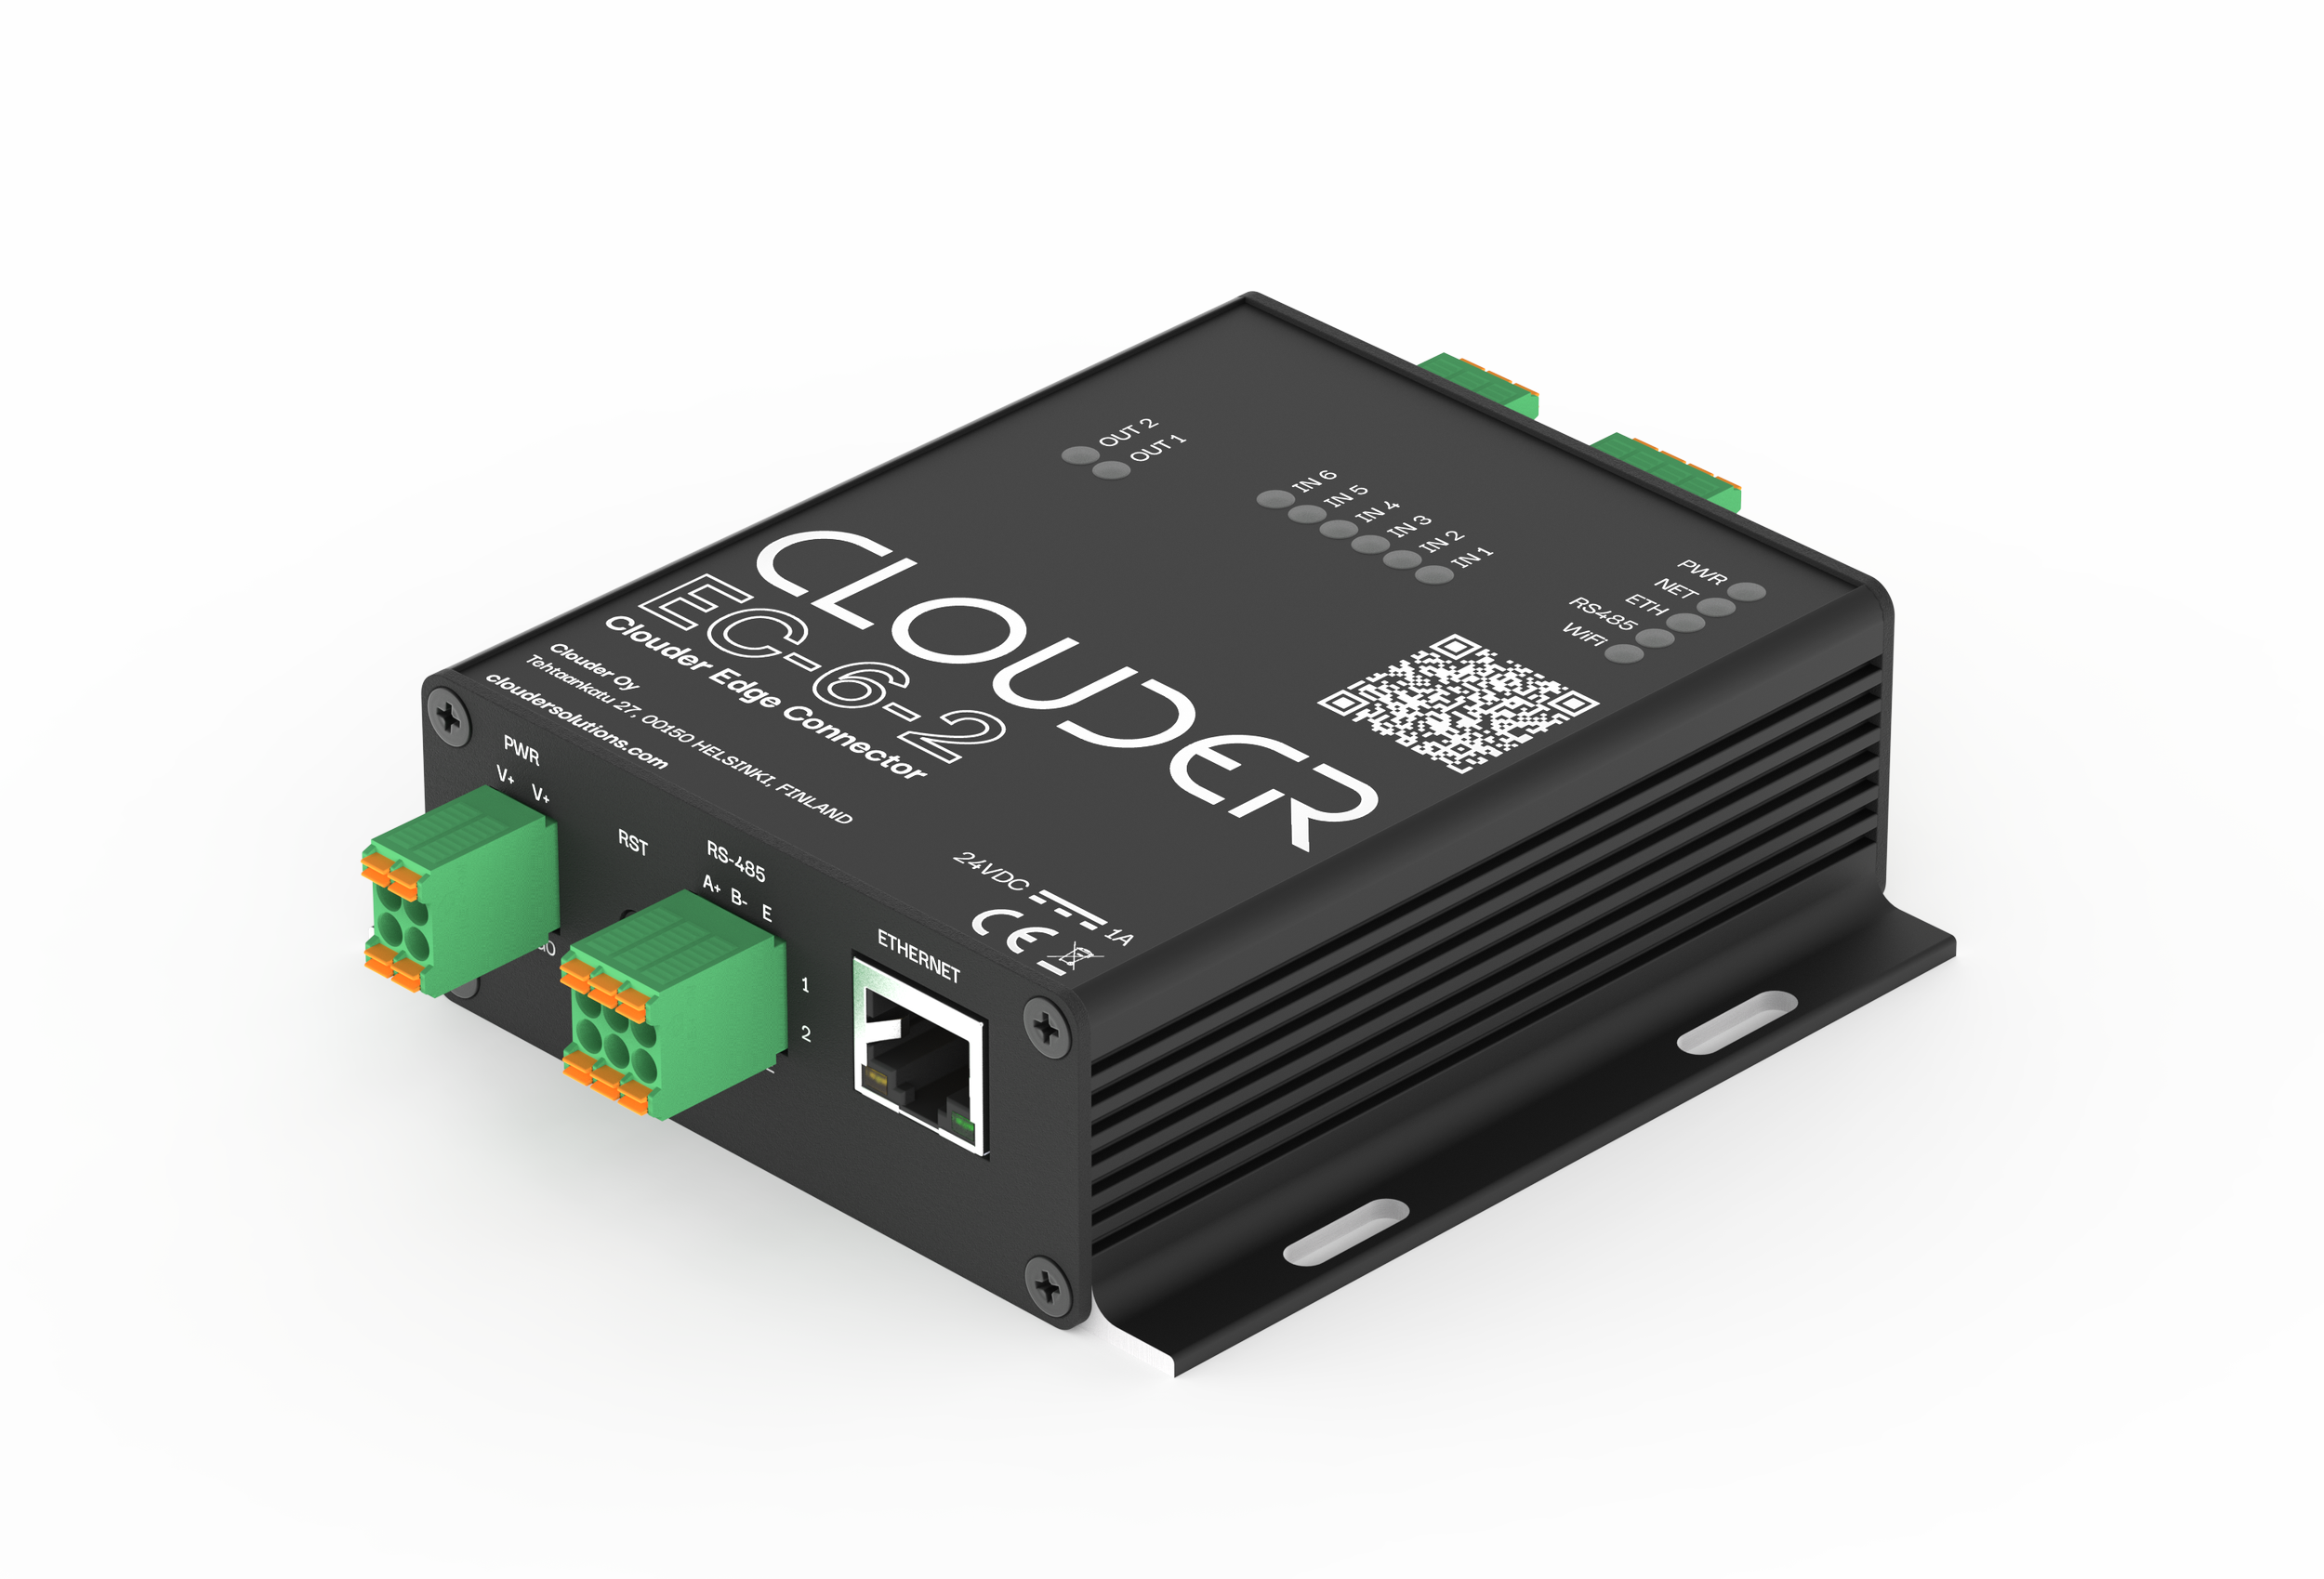 OUT 2
OUT 1
IN 6
IN 5
IN 4
IN 3
IN 2
IN 1
PWR
NET
ETH
RS485
WiFi
CLOUDER
EC-6-2
Clouder Edge Connector
Clouder Oy
Tehtaankatu 27, 00150 HELSINKI, FINLAND
cloudersolutions.com
24VDC 1A
CE
PWR
V+ V+
RST
RS-485
A+ B- E
1
2
ETHERNET